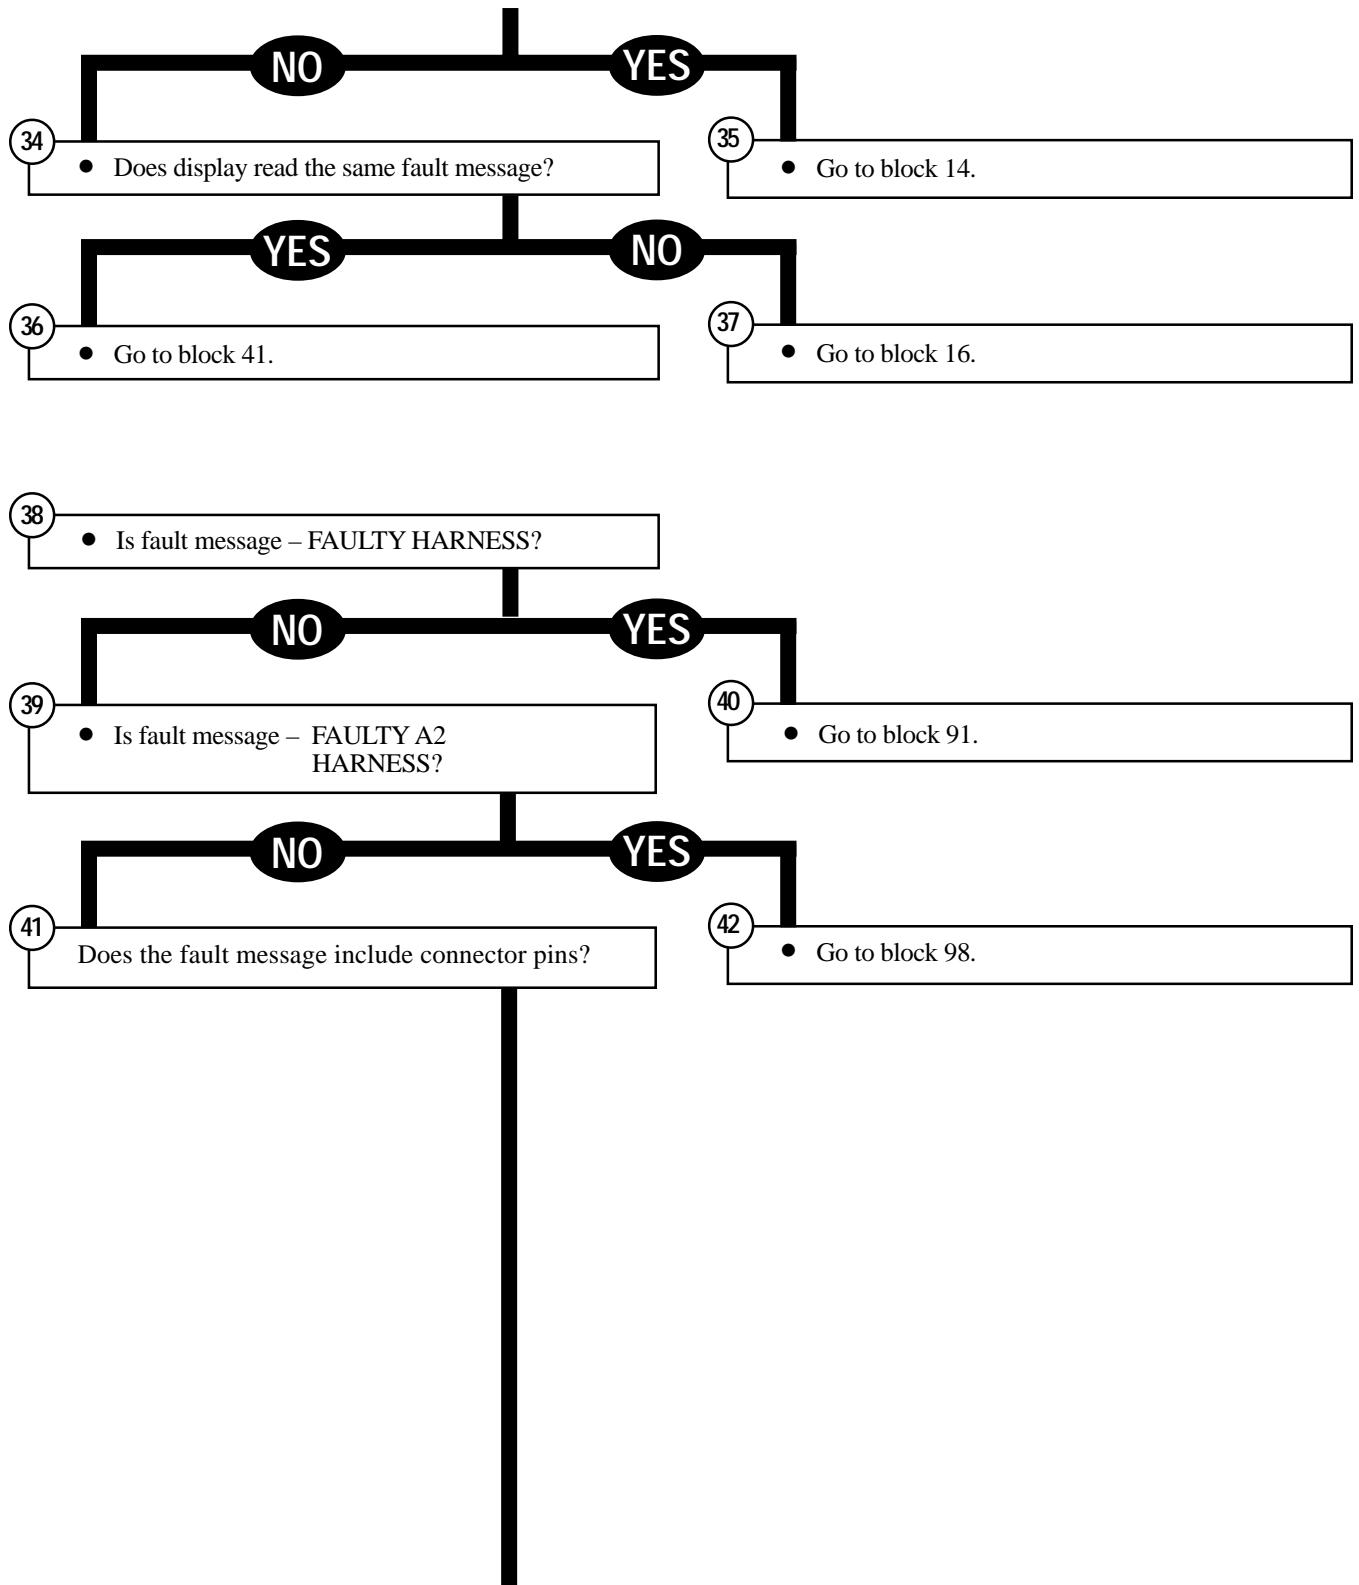 NO
YES
34
• Does display read the same fault message?
35
• Go to block 14.
YES
NO
36
• Go to block 41.
37
• Go to block 16.
38
• Is fault message – FAULTY HARNESS?
NO
YES
39
• Is fault message – FAULTY A2
HARNESS?
40
• Go to block 91.
NO
YES
41
Does the fault message include connector pins?
42
• Go to block 98.